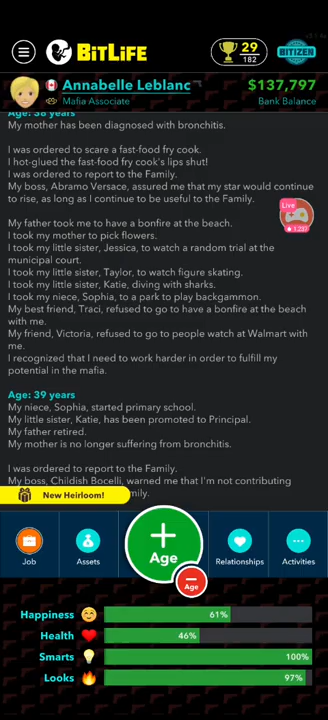 BitLife
29
182
BITIZEN
Annabelle Leblanc
Mafia Associate
$137,797
Bank Balance
Age: 38 years
My mother has been diagnosed with bronchitis.
I was ordered to scare a fast-food fry cook.
I hot-glued the fast-food fry cook's lips shut!
I was ordered to report to the Family.
My boss, Abramo Versace, assured me that my star would continue
to rise, as long as I continue to be useful to the Family.
Live
My father took me to have a bonfire at the beach.
I took my mother to pick flowers.
I took my little sister, Jessica, to watch a random trial at the
municipal court.
I took my little sister, Taylor, to watch figure skating.
I took my little sister, Katie, diving with sharks.
I took my niece, Sophia, to a park to play backgammon.
My best friend, Traci, refused to go to have a bonfire at the beach
with me.
My friend, Victoria, refused to go to people watch at Walmart with
me.
I recognized that I need to work harder in order to fulfill my
potential in the mafia.
Age: 39 years
My niece, Sophia, started primary school.
My little sister, Katie, has been promoted to Principal.
My father retired.
My mother is no longer suffering from bronchitis.
I was ordered to report to the Family.
My boss, Childish Bocelli, warned me that I'm not contributing
New Heirloom!
mily.
Job
Assets
Age
Relationships
Activities
Age
Happiness
61%
Health
46%
Smarts
100%
Looks
97%